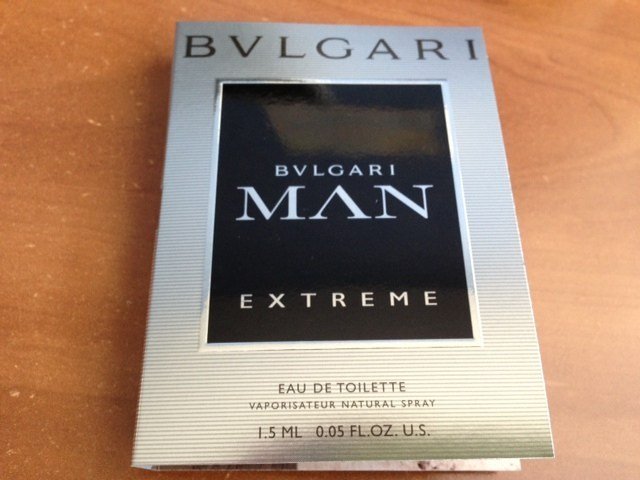 BVLGARI
BVLGARI
MAN
EXTREME
EAU DE TOILETTE
VAPORISATEUR NATURAL SPRAY
1.5 ML 0.05 FL.OZ. U.S.